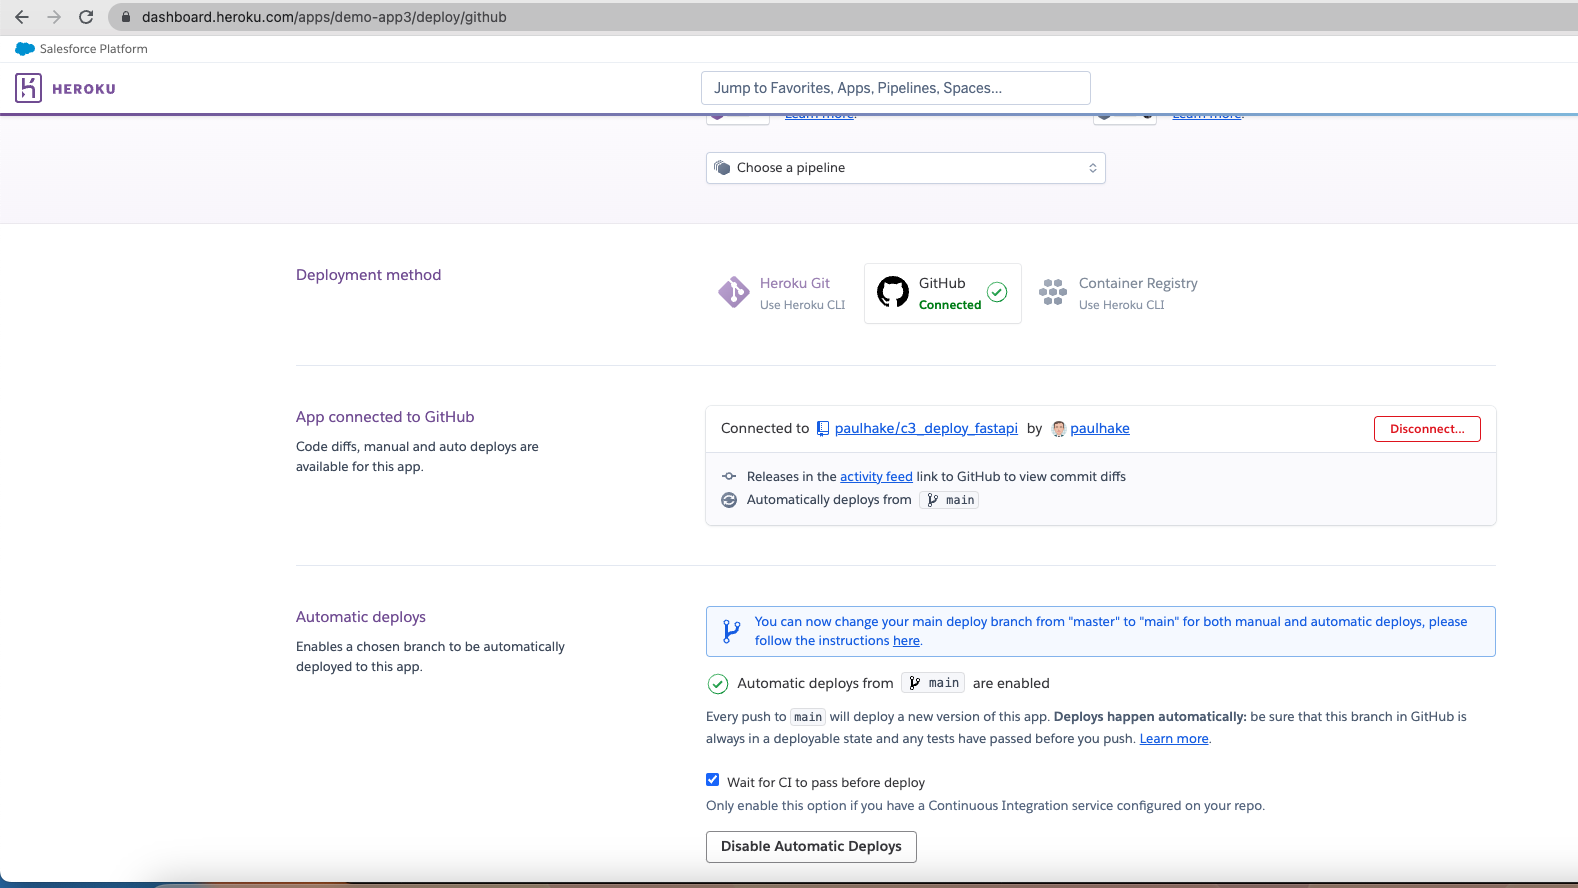 dashboard.heroku.com/apps/demo-app3/deploy/github
Salesforce Platform
HEROKU
Jump to Favorites, Apps, Pipelines, Spaces...
Learn more. Learn more.
Choose a pipeline
Deployment method
Heroku Git
Use Heroku CLI
GitHub
Connected
Container Registry
Use Heroku CLI
App connected to GitHub
Code diffs, manual and auto deploys are
available for this app.
Connected to paulhake/c3_deploy_fastapi by paulhake
Disconnect...
Releases in the activity feed link to GitHub to view commit diffs
Automatically deploys from main
Automatic deploys
Enables a chosen branch to be automatically
deployed to this app.
You can now change your main deploy branch from "master" to "main" for both manual and automatic deploys, please
follow the instructions here.
Automatic deploys from main are enabled
Every push to main will deploy a new version of this app. Deploys happen automatically: be sure that this branch in GitHub is
always in a deployable state and any tests have passed before you push. Learn more.
Wait for CI to pass before deploy
Only enable this option if you have a Continuous Integration service configured on your repo.
Disable Automatic Deploys